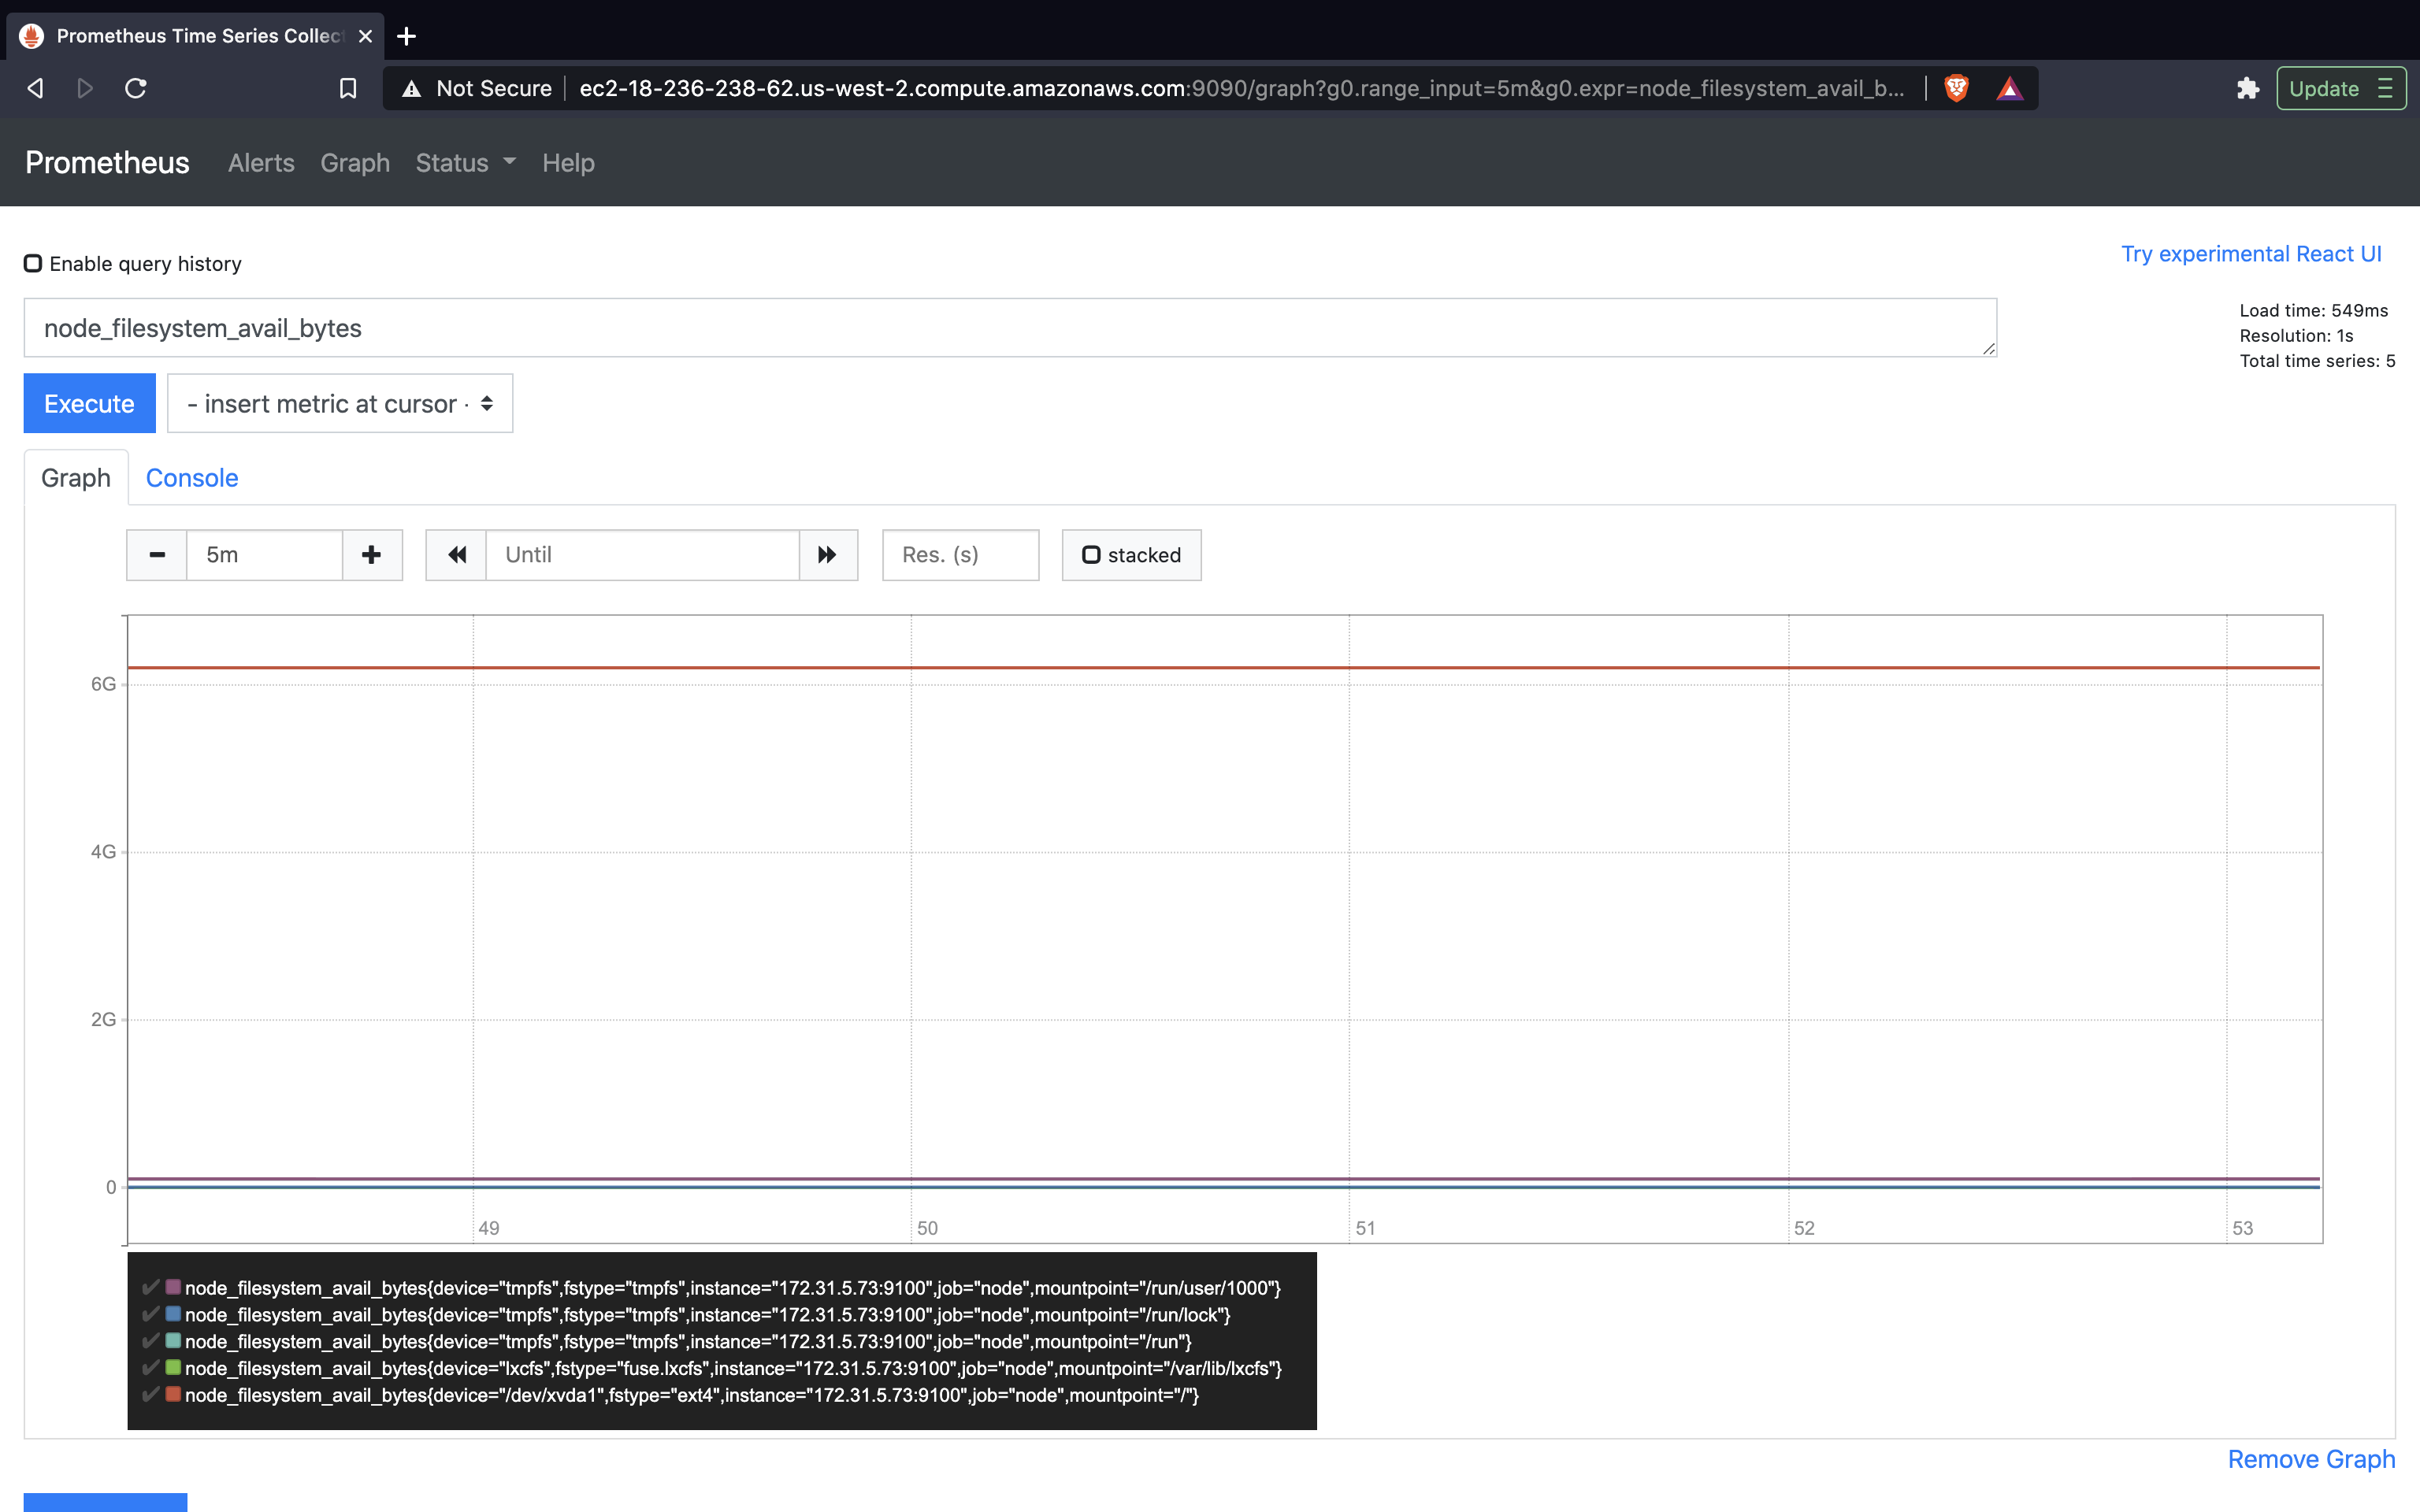 Prometheus Time Series Collec
Not Secure
ec2-18-236-238-62.us-west-2.compute.amazonaws.com:9090/graph?g0.range_input=5m&g0.expr=node_filesystem_avail_b...
Update
Prometheus
Alerts
Graph
Status
Help
Enable query history
Try experimental React UI
node_filesystem_avail_bytes
Load time: 549ms
Resolution: 1s
Total time series: 5
Execute
- insert metric at cursor -
Graph
Console
5m
Until
Res. (s)
stacked
6G
4G
2G
0
49
50
51
52
53
node_filesystem_avail_bytes{device="tmpfs",fstype="tmpfs",instance="172.31.5.73:9100",job="node",mountpoint="/run/user/1000"}
node_filesystem_avail_bytes{device="tmpfs",fstype="tmpfs",instance="172.31.5.73:9100",job="node",mountpoint="/run/lock"}
node_filesystem_avail_bytes{device="tmpfs",fstype="tmpfs",instance="172.31.5.73:9100",job="node",mountpoint="/run"}
node_filesystem_avail_bytes{device="lxcfs",fstype="fuse.lxcfs",instance="172.31.5.73:9100",job="node",mountpoint="/var/lib/lxcfs"}
node_filesystem_avail_bytes{device="/dev/xvda1",fstype="ext4",instance="172.31.5.73:9100",job="node",mountpoint="/"}
Remove Graph